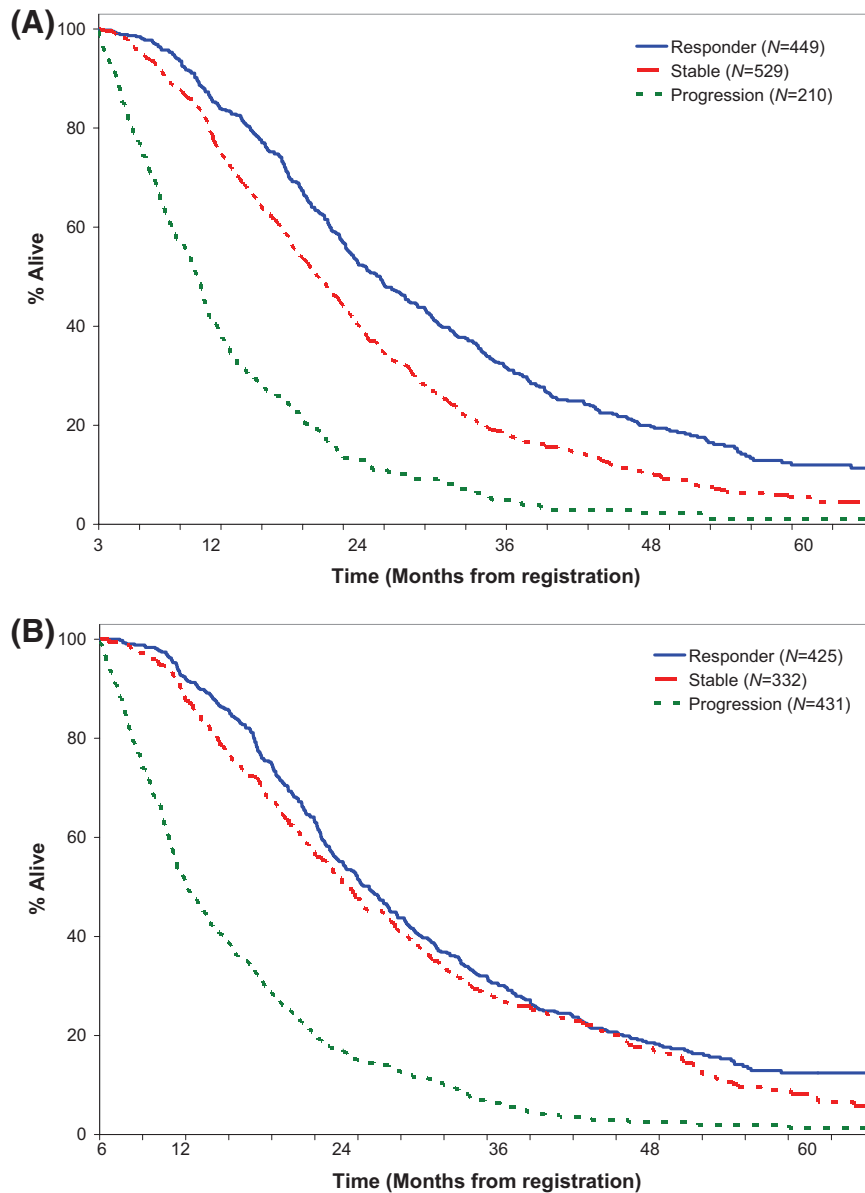 (A)
100
80
60
40
20
0
% Alive
Responder (N=449)
Stable (N=529)
Progression (N=210)
3 12 24 36 48 60
Time (Months from registration)
(B)
100
80
60
40
20
0
% Alive
Responder (N=425)
Stable (N=332)
Progression (N=431)
6 12 24 36 48 60
Time (Months from registration)